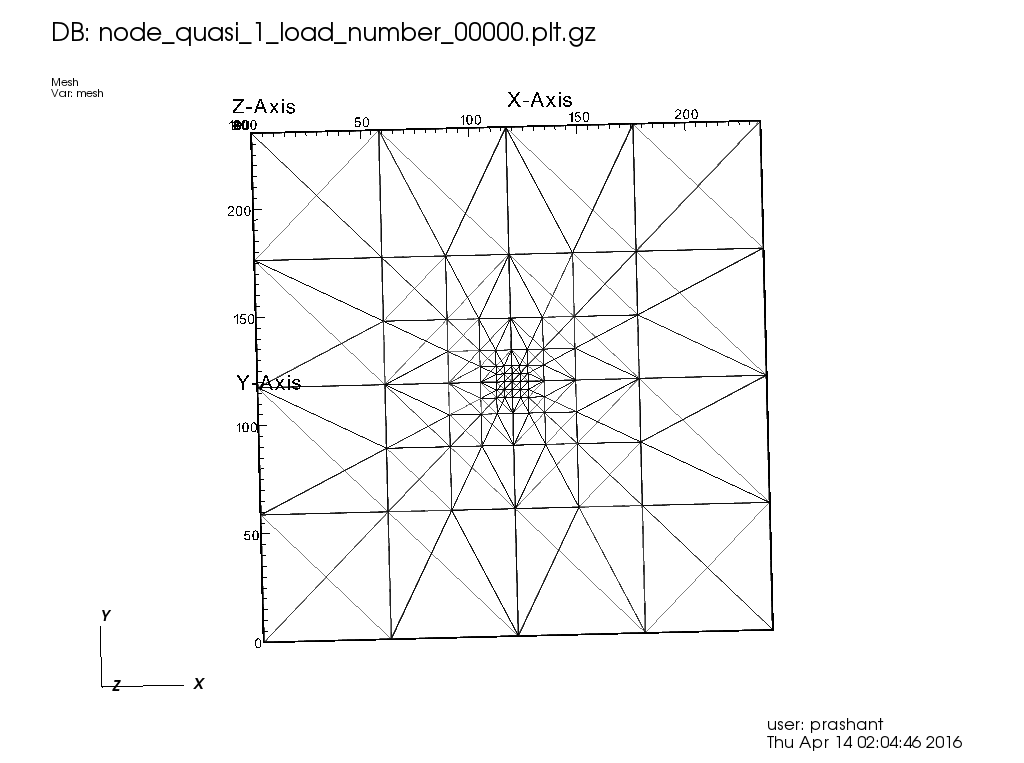 DB: node_quasi_1_load_number_00000.plt.gz
Mesh
Var: mesh
Z-Axis
X-Axis
50
100
150
200
200
150
Y-Axis
100
50
0
Y
Z
X
user: prashant
Thu Apr 14 02:04:46 2016